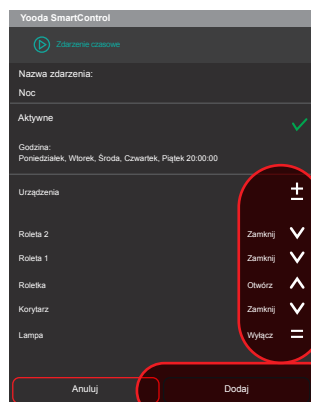 Yooda SmartControl
Zdarzenie czasowe
Nazwa zdarzenia:
Noc
Aktywne
Godzina:
Poniedziałek, Wtorek, Środa, Czwartek, Piątek 20:00:00
Urządzenia
Roleta 2 Zamknij
Roleta 1 Zamknij
Roletka Otwórz
Korytarz Zamknij
Lampa Wyłącz
Anuluj Dodaj